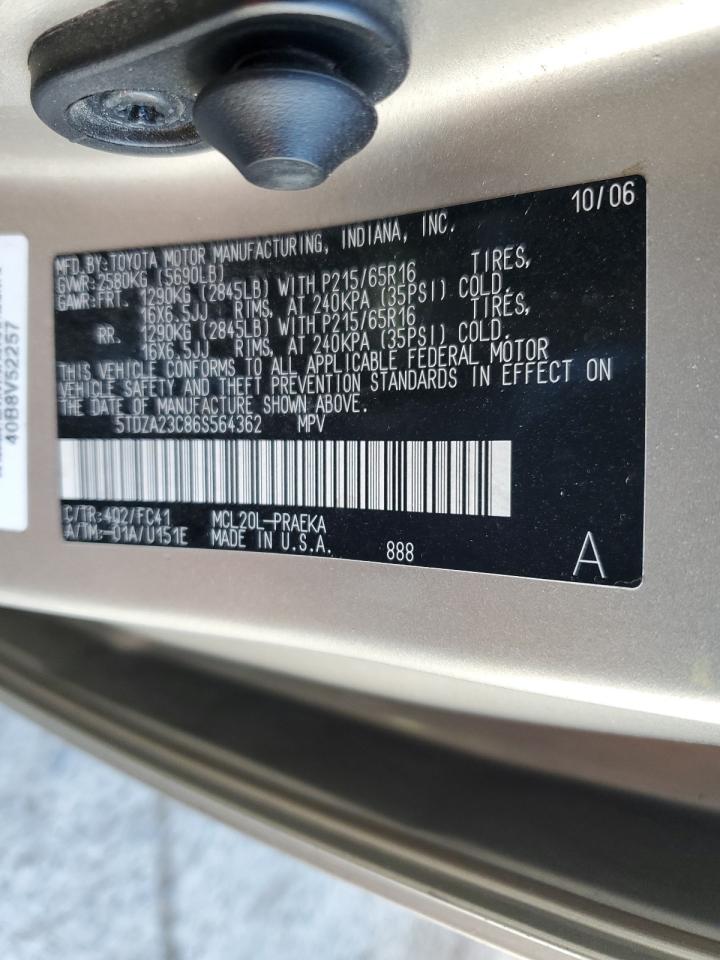 10/06
MFD.BY:TOYOTA MOTOR MANUFACTURING, INDIANA, INC.
GVWR:2580KG (5690LB)
GAWR:FRT. 1290KG (2845LB) WITH P215/65R16 TIRES,
16X6.5JJ RIMS, AT 240KPA (35PSI) COLD.
RR. 1290KG (2845LB) WITH P215/65R16 TIRES,
16X6.5JJ RIMS, AT 240KPA (35PSI) COLD.
THIS VEHICLE CONFORMS TO ALL APPLICABLE FEDERAL MOTOR
VEHICLE SAFETY AND THEFT PREVENTION STANDARDS IN EFFECT ON
THE DATE OF MANUFACTURE SHOWN ABOVE.
5TDZA23C86S564362 MPV
C/TR:4Q2/FC41 MCL20L-PRAEKA
A/TM:-01A/U151E MADE IN U.S.A. 888 A
40B8V52257